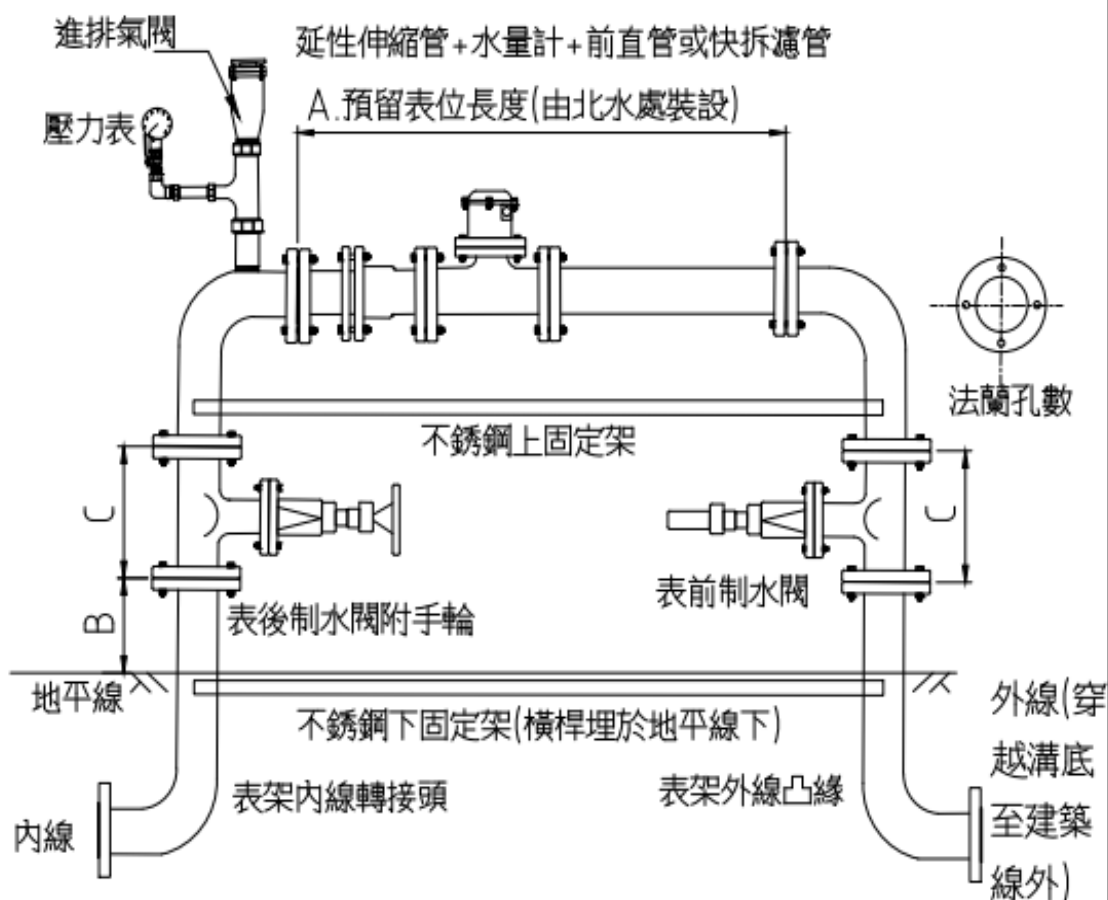 進排氣閥
延性伸縮管+水量計+前直管或快拆濾管
A.預留表位長度(由北水處裝設)
壓力表
法蘭孔數
不銹鋼上固定架
C
C
表前制水閥
表後制水閥附手輪
B
地平線
不銹鋼下固定架(橫桿埋於地平線下)
外線(穿
越溝底
至建築
線外)
表架內線轉接頭
表架外線凸緣
內線